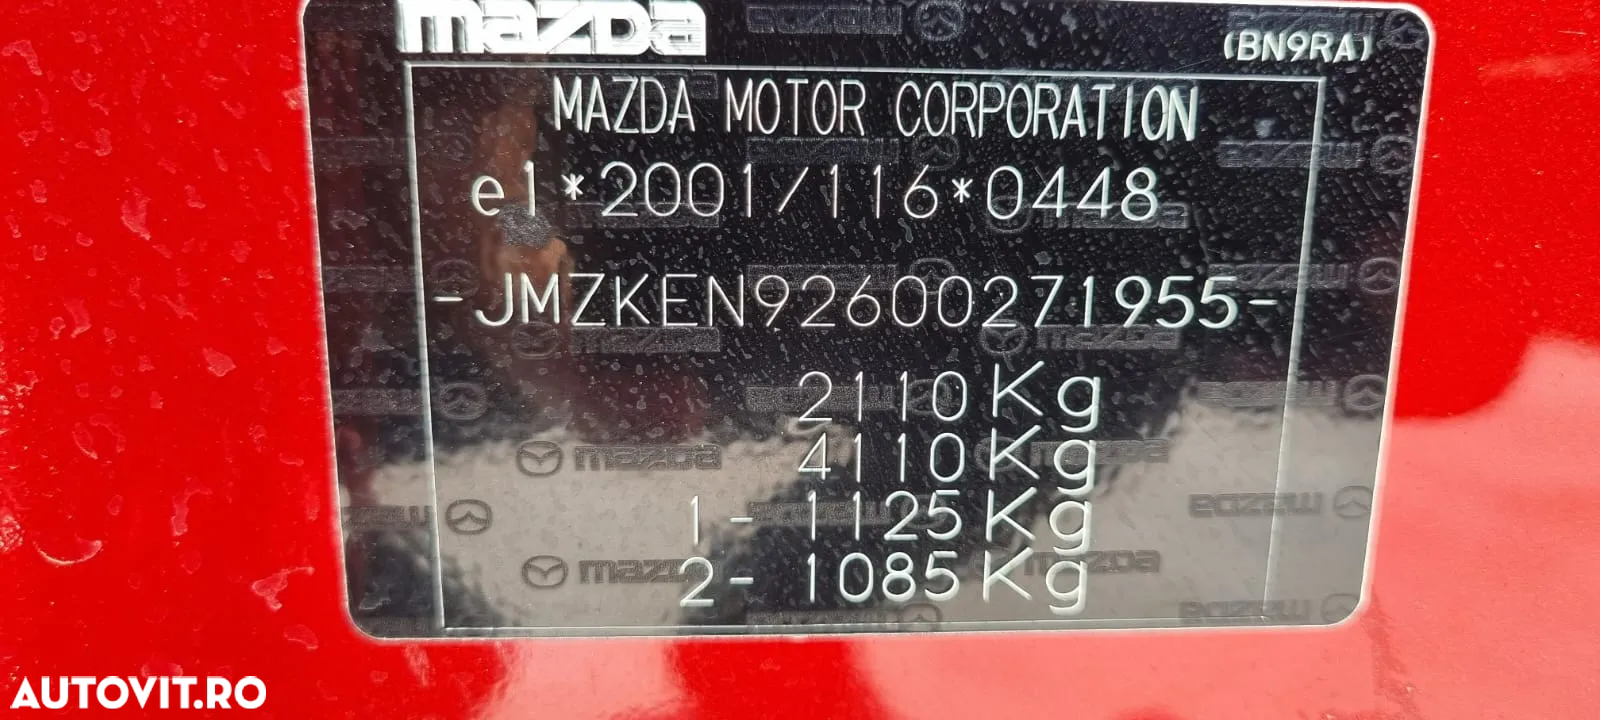 mazda
(BN9RA)
MAZDA MOTOR CORPORATION
e1*2001/116*0448
-JMZKEN92600271955-
2110Kg
4110Kg
1- 1125Kg
2- 1085Kg
AUTOVIT.RO